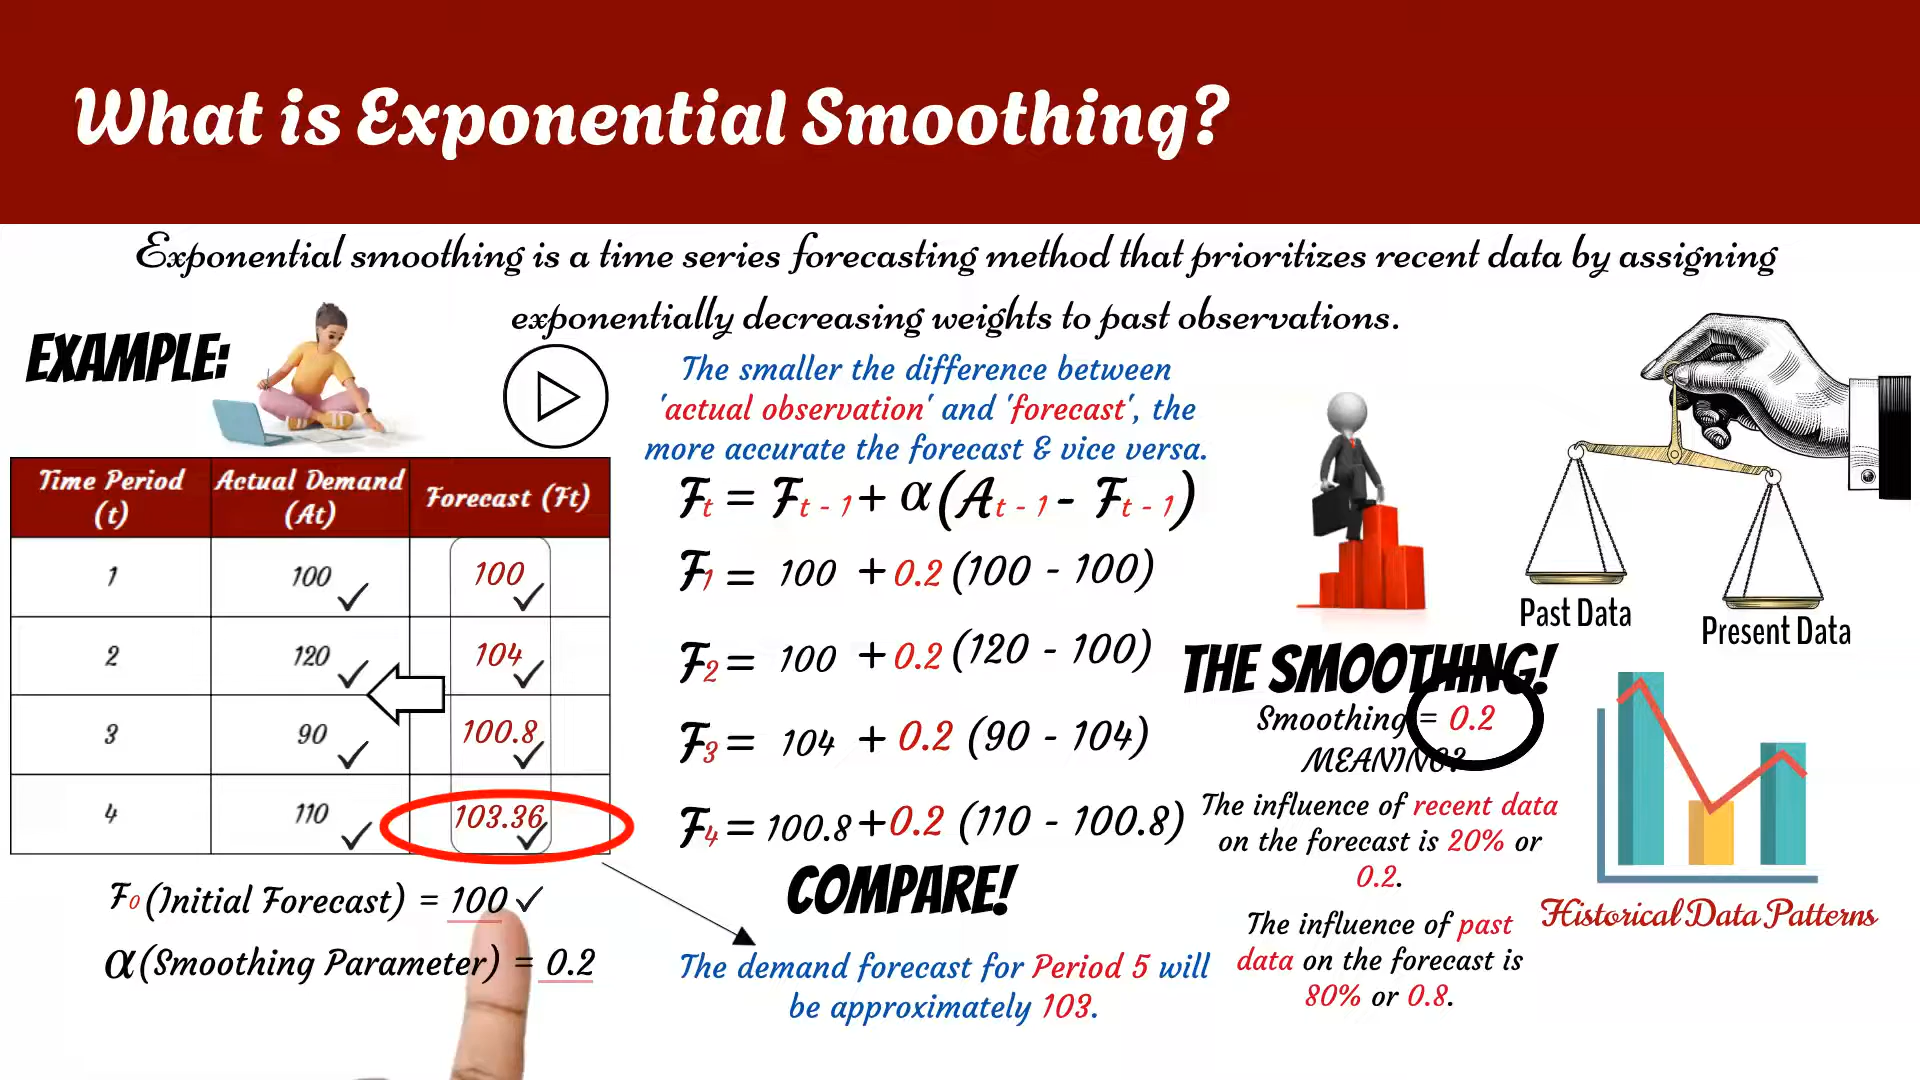 What is Exponential Smoothing?
Exponential smoothing is a time series forecasting method that prioritizes recent data by assigning
exponentially decreasing weights to past observations.
EXAMPLE:
Time Period (t) Actual Demand (At) Forecast (Ft)
1 100 100
2 120 104
3 90 100.8
4 110 103.36
F0 (Initial Forecast) = 100
α (Smoothing Parameter) = 0.2
The smaller the difference between
'actual observation' and 'forecast', the
more accurate the forecast & vice versa.
Ft = Ft - 1 + α (At - 1 - Ft - 1)
F1 = 100 + 0.2 (100 - 100)
F2 = 100 + 0.2 (120 - 100)
F3 = 104 + 0.2 (90 - 104)
F4 = 100.8 + 0.2 (110 - 100.8)
COMPARE!
The demand forecast for Period 5 will
be approximately 103.
Past Data
Present Data
THE SMOOTHING!
Smoothing = 0.2
MEANING?
The influence of recent data
on the forecast is 20% or
0.2.
The influence of past
data on the forecast is
80% or 0.8.
Historical Data Patterns